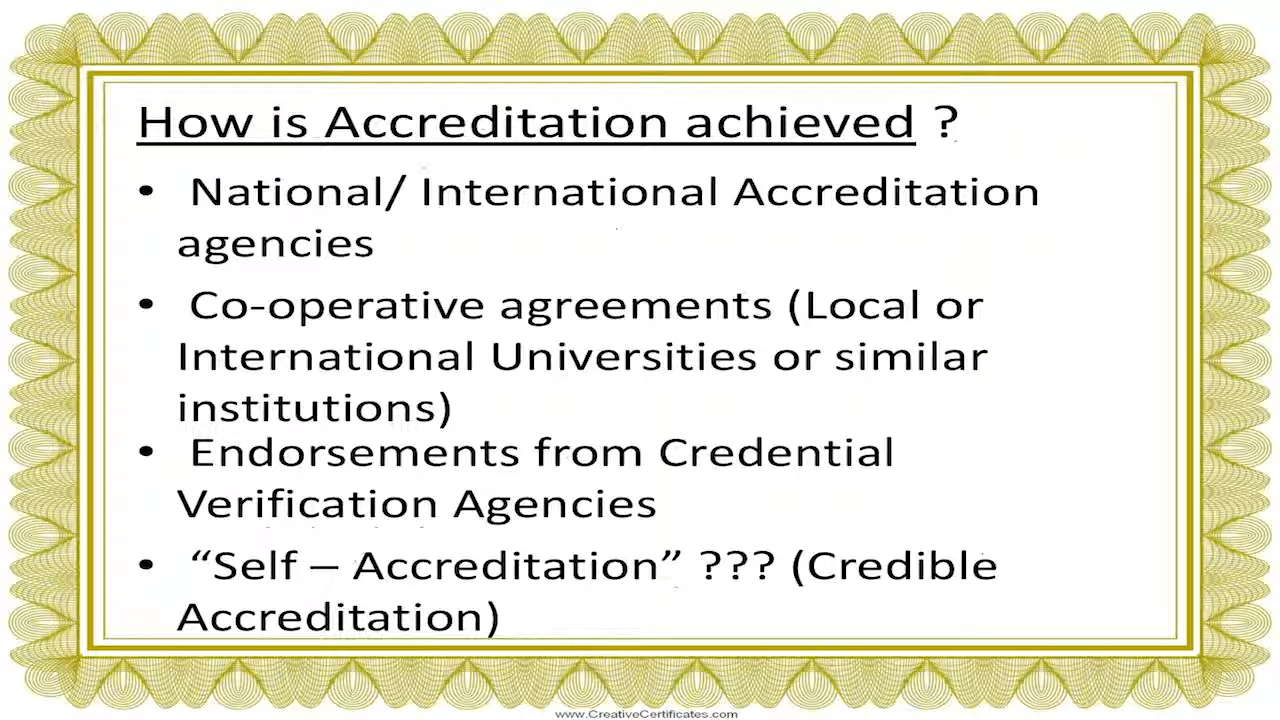 How is Accreditation achieved ?
• National/ International Accreditation
agencies
• Co-operative agreements (Local or
International Universities or similar
institutions)
• Endorsements from Credential
Verification Agencies
• “Self – Accreditation” ??? (Credible
Accreditation)
www.CreativeCertificates.com